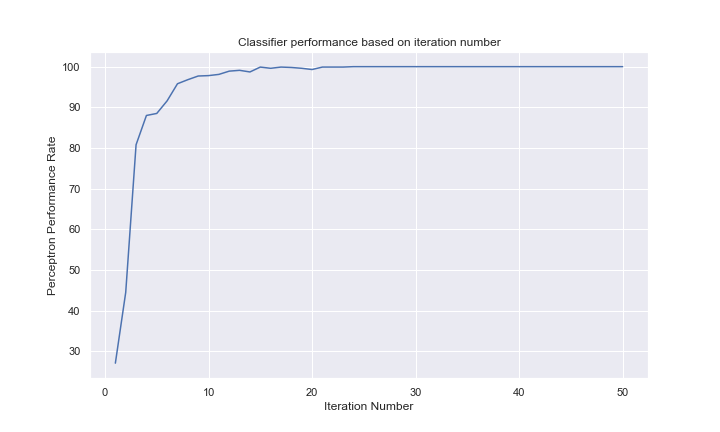 Classifier performance based on iteration number
100
90
80
70
60
50
40
30
Perceptron Performance Rate
0 10 20 30 40 50
Iteration Number